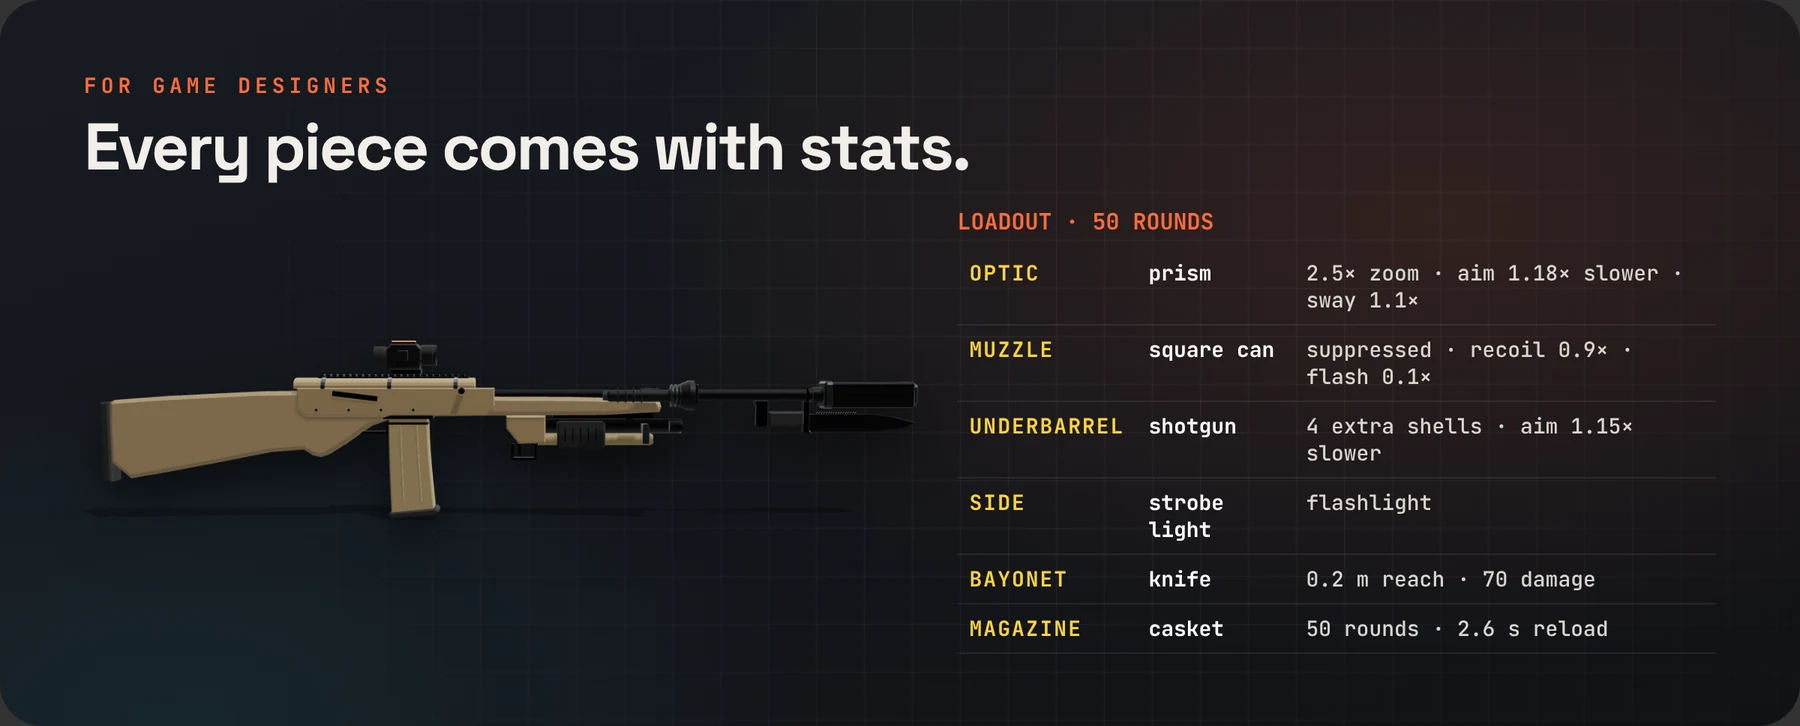 FOR GAME DESIGNERS
Every piece comes with stats.
LOADOUT · 50 ROUNDS
OPTIC prism 2.5× zoom · aim 1.18× slower ·
sway 1.1×
MUZZLE square can suppressed · recoil 0.9× ·
flash 0.1×
UNDERBARREL shotgun 4 extra shells · aim 1.15×
slower
SIDE strobe flashlight
light
BAYONET knife 0.2 m reach · 70 damage
MAGAZINE casket 50 rounds · 2.6 s reload